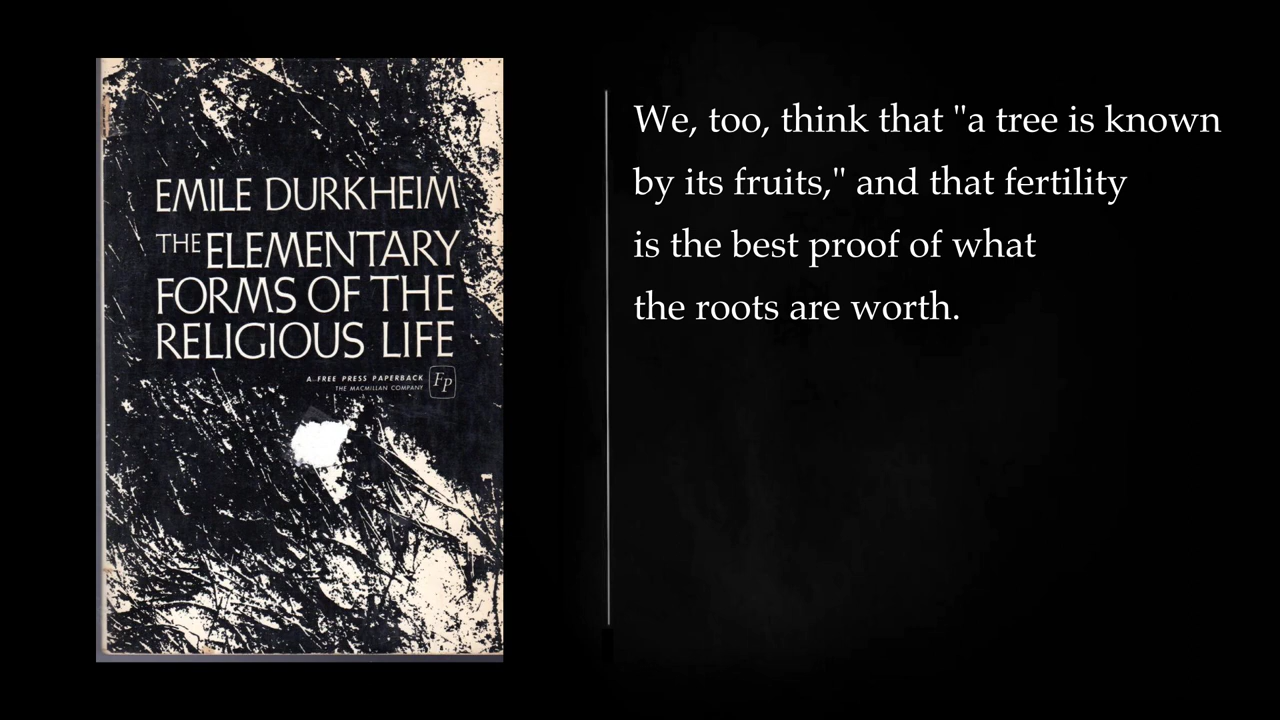 EMILE DURKHEIM
THE ELEMENTARY
FORMS OF THE
RELIGIOUS LIFE
A FREE PRESS PAPERBACK
THE MACMILLAN COMPANY
FP
We, too, think that "a tree is known
by its fruits," and that fertility
is the best proof of what
the roots are worth.